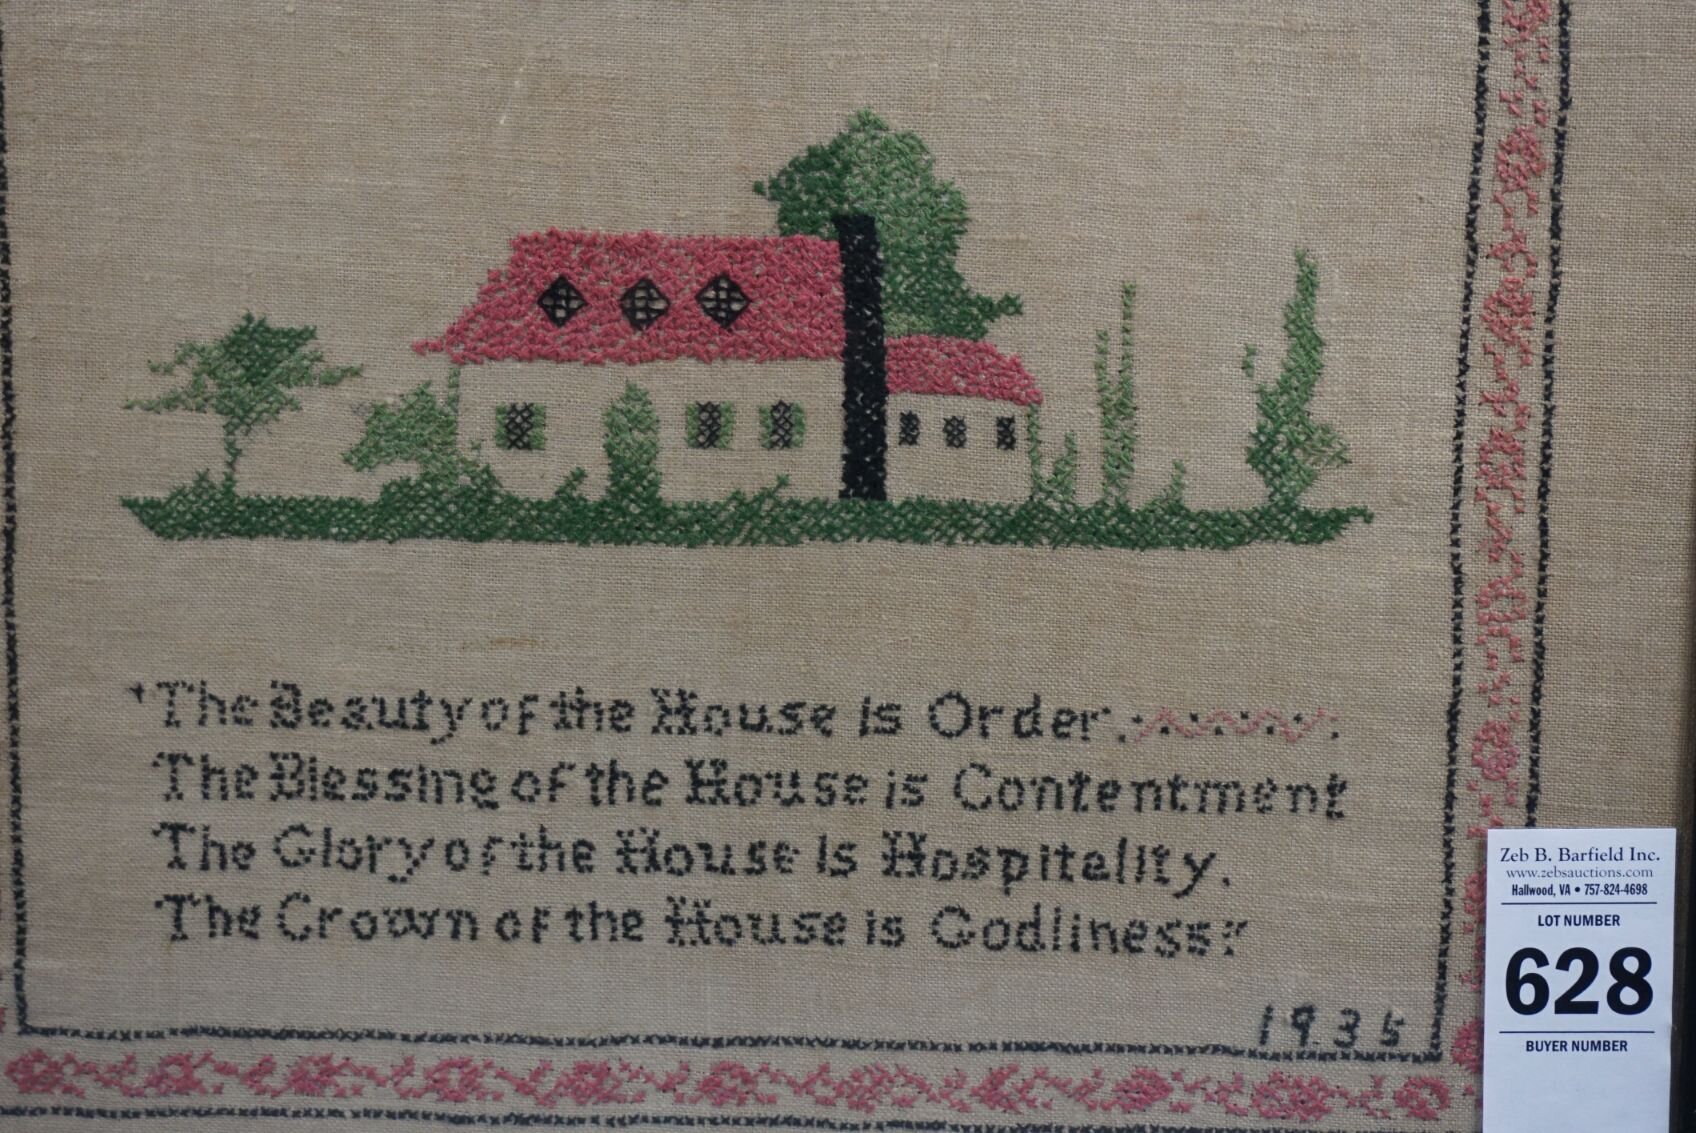 "The Beauty of the House is Order.
The Blessing of the House is Contentment
The Glory of the House is Hospitality.
The Crown of the House is Godliness."
1935
Zeb B. Barfield Inc.
www.zebsauctions.com
Hallwood, VA • 757-824-4698
LOT NUMBER
628
BUYER NUMBER